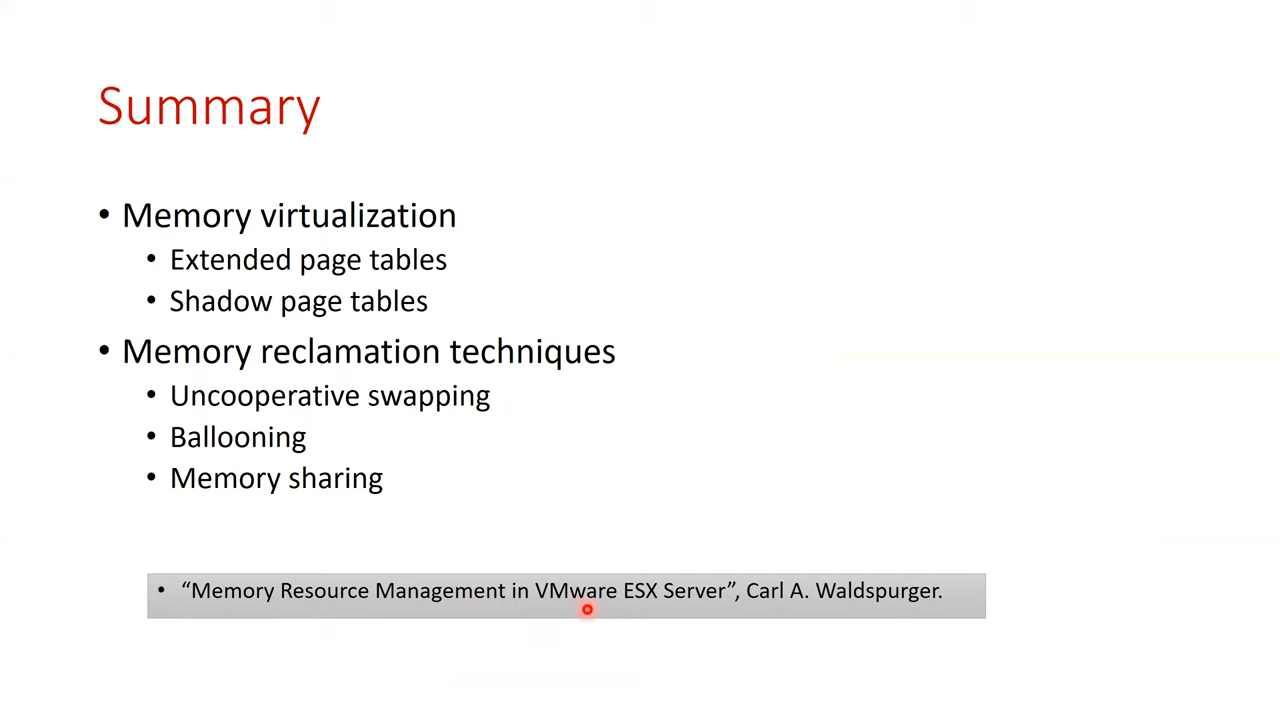 Summary
• Memory virtualization
• Extended page tables
• Shadow page tables
• Memory reclamation techniques
• Uncooperative swapping
• Ballooning
• Memory sharing
• “Memory Resource Management in VMware ESX Server”, Carl A. Waldspurger.